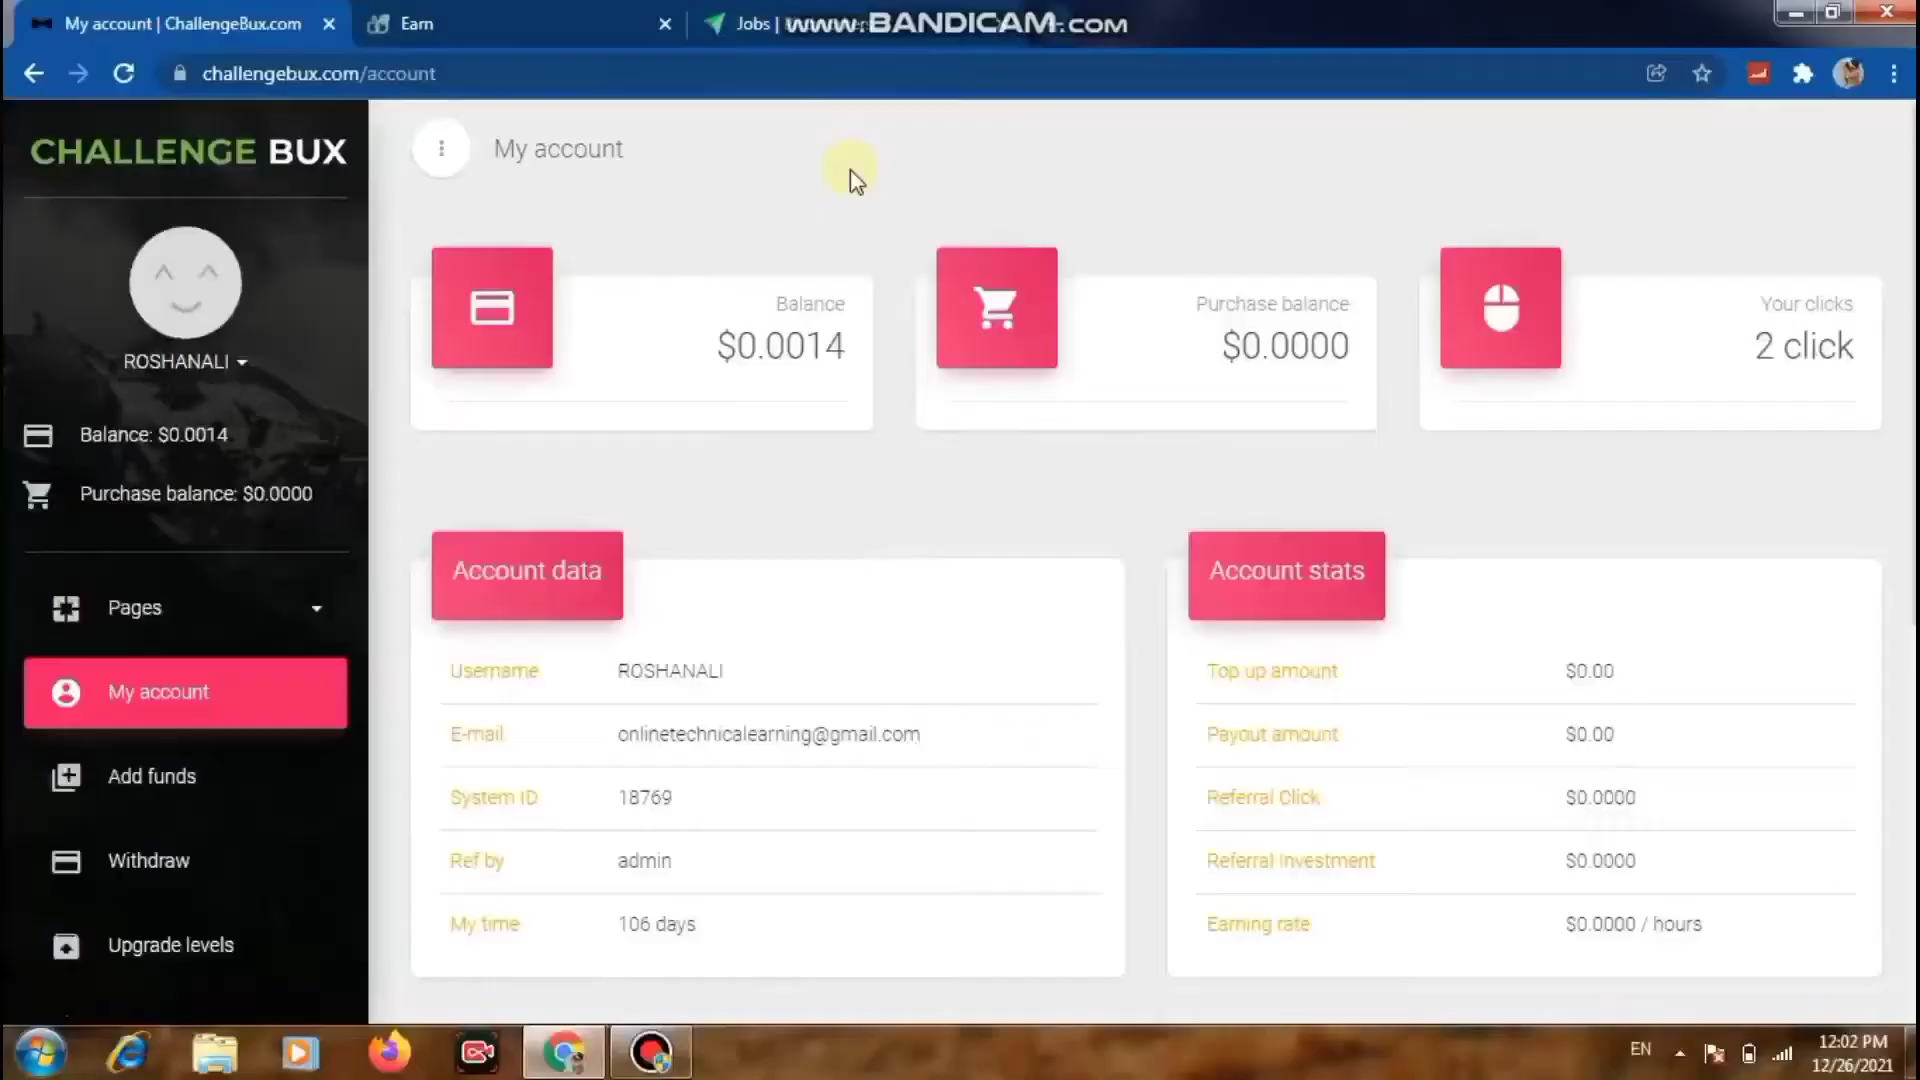 My account | ChallengeBux.com
Earn
Jobs |
www.BANDICAM.com
challengebux.com/account
CHALLENGE BUX
My account
Balance
$0.0014
Purchase balance
$0.0000
Your clicks
2 click
ROSHANALI
Balance: $0.0014
Purchase balance: $0.0000
Account data
Account stats
Pages
Username ROSHANALI
Top up amount $0.00
My account
E-mail onlinetechnicalearning@gmail.com
Payout amount $0.00
Add funds
System ID 18769
Referral Click $0.0000
Withdraw
Ref by admin
Referral Investment $0.0000
My time 106 days
Earning rate $0.0000 / hours
Upgrade levels
EN
12:02 PM
12/26/2021